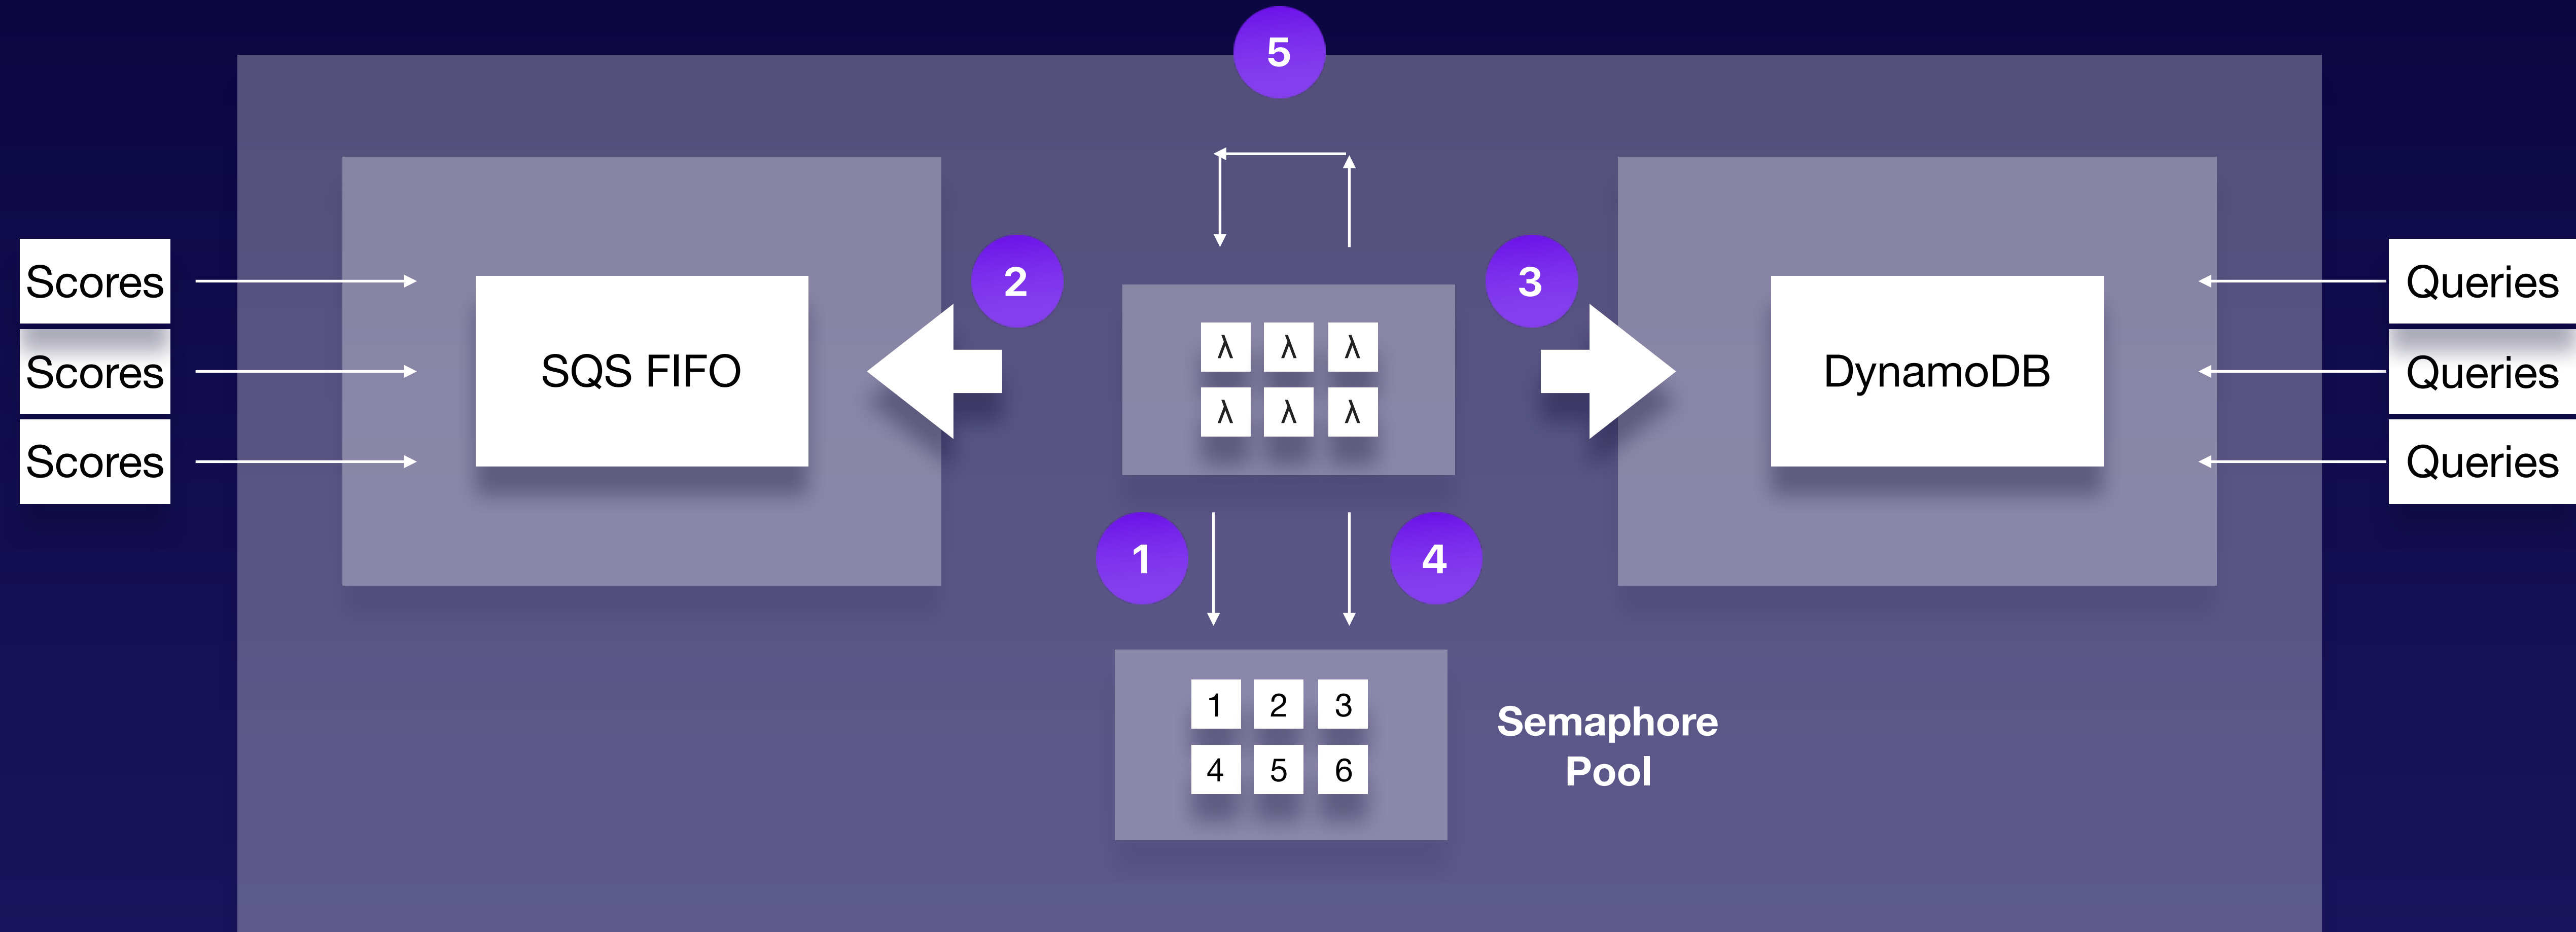 5
Scores
Scores
Scores
SQS FIFO
2
λ λ λ
λ λ λ
3
DynamoDB
Queries
Queries
Queries
1
4
1 2 3
4 5 6
Semaphore
Pool